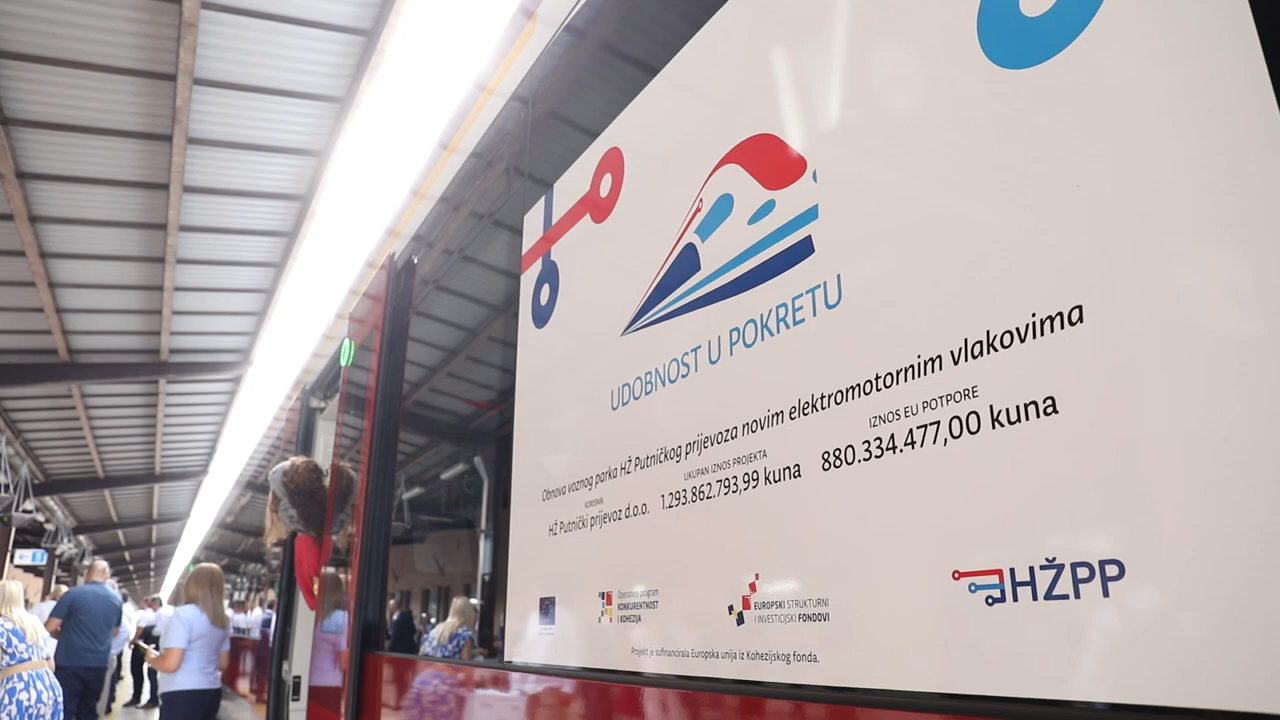 UDOBNOST U POKRETU
Obnova voznog parka HŽ Putničkog prijevoza novim elektromotornim vlakovima
KORISNIK
HŽ Putnički prijevoz d.o.o.
UKUPAN IZNOS PROJEKTA
1.293.862.793,99 kuna
IZNOS EU POTPORE
880.334.477,00 kuna
Operativni program
KONKURENTNOST
I KOHEZIJA
EUROPSKI STRUKTURNI
I INVESTICIJSKI FONDOVI
HŽPP
Projekt je sufinancirala Europska unija iz Kohezijskog fonda.